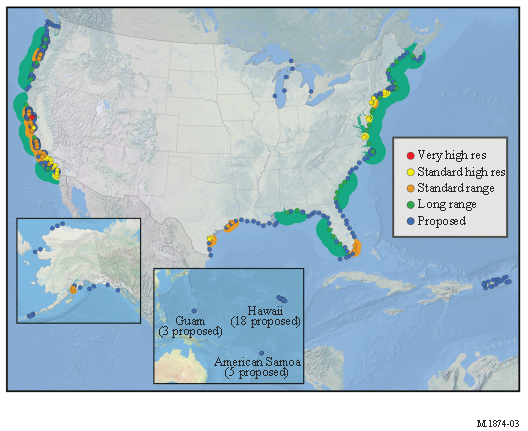 Very high res
Standard high res
Standard range
Long range
Proposed
Guam
(3 proposed)
Hawaii
(18 proposed)
American Samoa
(5 proposed)
M.1874-03